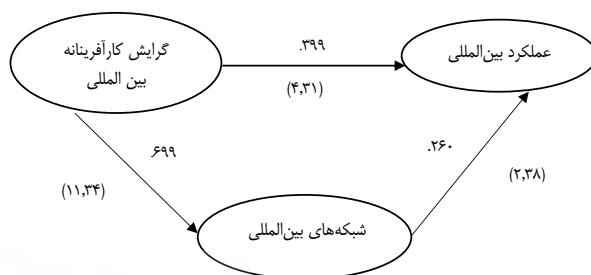 گرایش کارآفرینانه
بین المللی
.۳۹۹
(۴,۳۱)
عملکرد بین‌المللی
.۶۹۹
(۱۱,۳۴)
.۲۶۰
(۲,۳۸)
شبکه‌های بین‌المللی